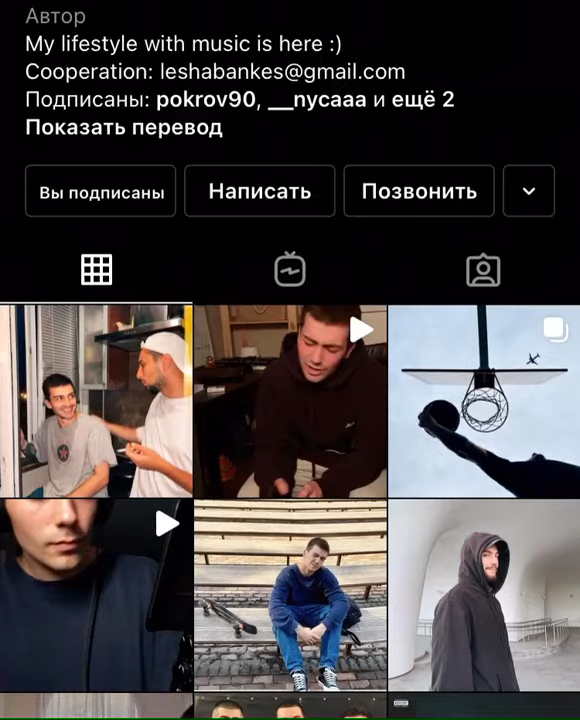 Автор
My lifestyle with music is here :)
Cooperation: leshabankes@gmail.com
Подписаны: pokrov90, __nycaaa и ещё 2
Показать перевод
Вы подписаны
Написать
Позвонить